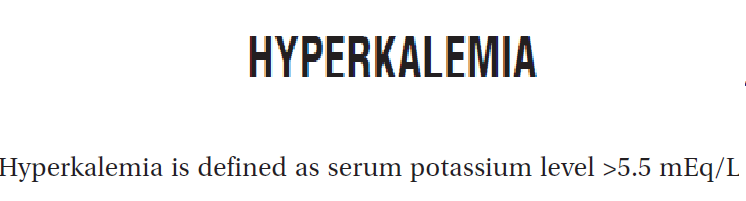 HYPERKALEMIA
Hyperkalemia is defined as serum potassium level >5.5 mEq/L